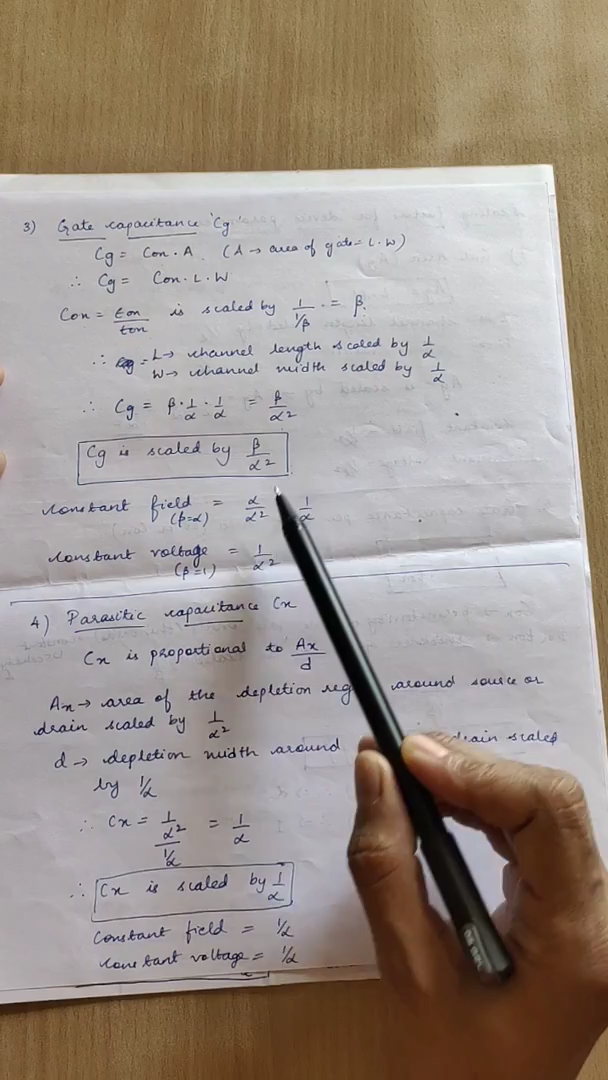 3) Gate capacitance 'Cg'
Cg = Cox . A. (A → area of gate = L . W)
∴ Cg = Cox . L . W
Cox = εox/tox is scaled by 1/1/β = β.
∴ L → channel length scaled by 1/α
W → channel width scaled by 1/α
∴ Cg = β . 1/α . 1/α = β/α²
Cg is scaled by β/α²
Constant field = α/α² 1/α
(β=α)
Constant voltage = 1/α²
(β=1)
4) Parasitic capacitance Cx
Cx is proportional to Ax/d
Ax → area of the depletion reg around source or
drain scaled by 1/α²
d → depletion width around drain scaled
by 1/α
∴ Cx = 1/α²/1/α = 1/α
∴ Cx is scaled by 1/α
Constant field = 1/α
Constant voltage = 1/α